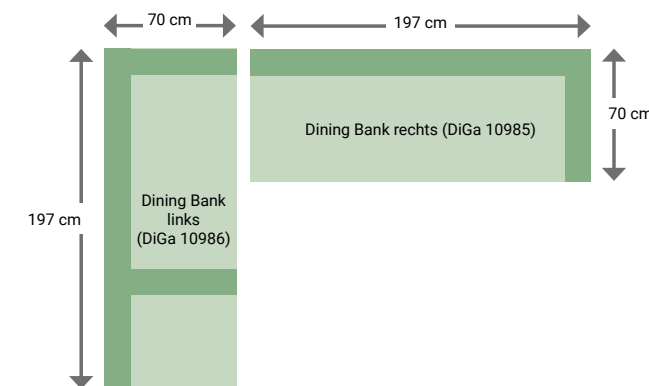 70 cm
197 cm
70 cm
Dining Bank rechts (DiGa 10985)
Dining Bank
links
(DiGa 10986)
197 cm